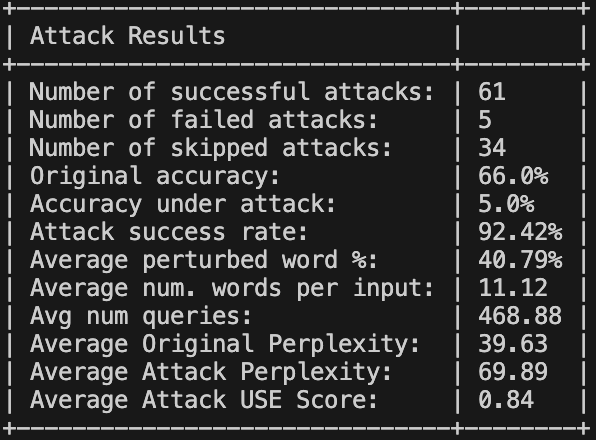 +-------------------------------+--------+
| Attack Results                |        |
+-------------------------------+--------+
| Number of successful attacks: | 61     |
| Number of failed attacks:     | 5      |
| Number of skipped attacks:    | 34     |
| Original accuracy:            | 66.0%  |
| Accuracy under attack:        | 5.0%   |
| Attack success rate:          | 92.42% |
| Average perturbed word %:     | 40.79% |
| Average num. words per input: | 11.12  |
| Avg num queries:              | 468.88 |
| Average Original Perplexity:  | 39.63  |
| Average Attack Perplexity:    | 69.89  |
| Average Attack USE Score:     | 0.84   |
+-------------------------------+--------+